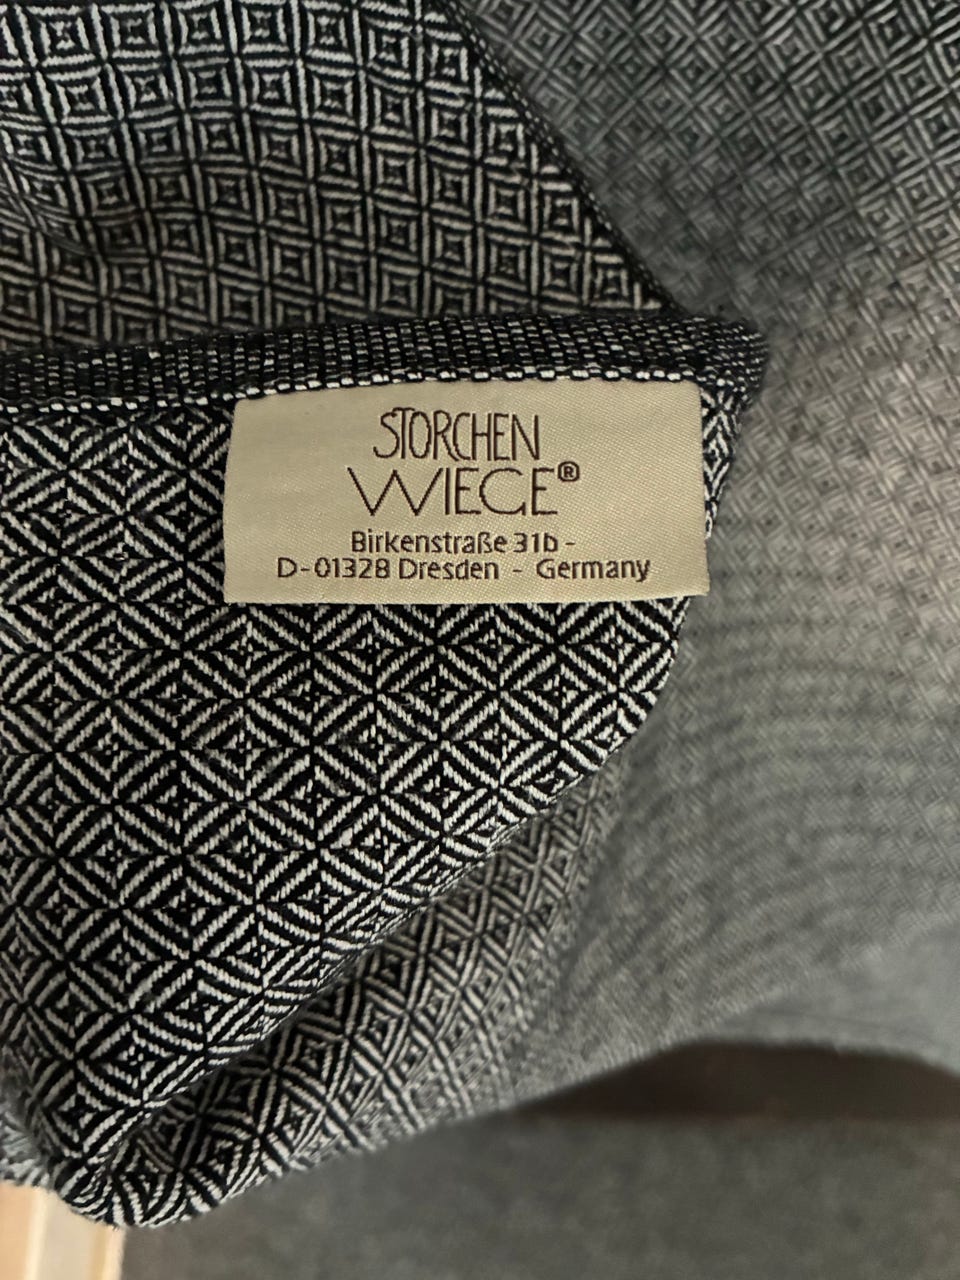 STORCHEN
WIEGE®
Birkenstraße 31b -
D-01328 Dresden - Germany